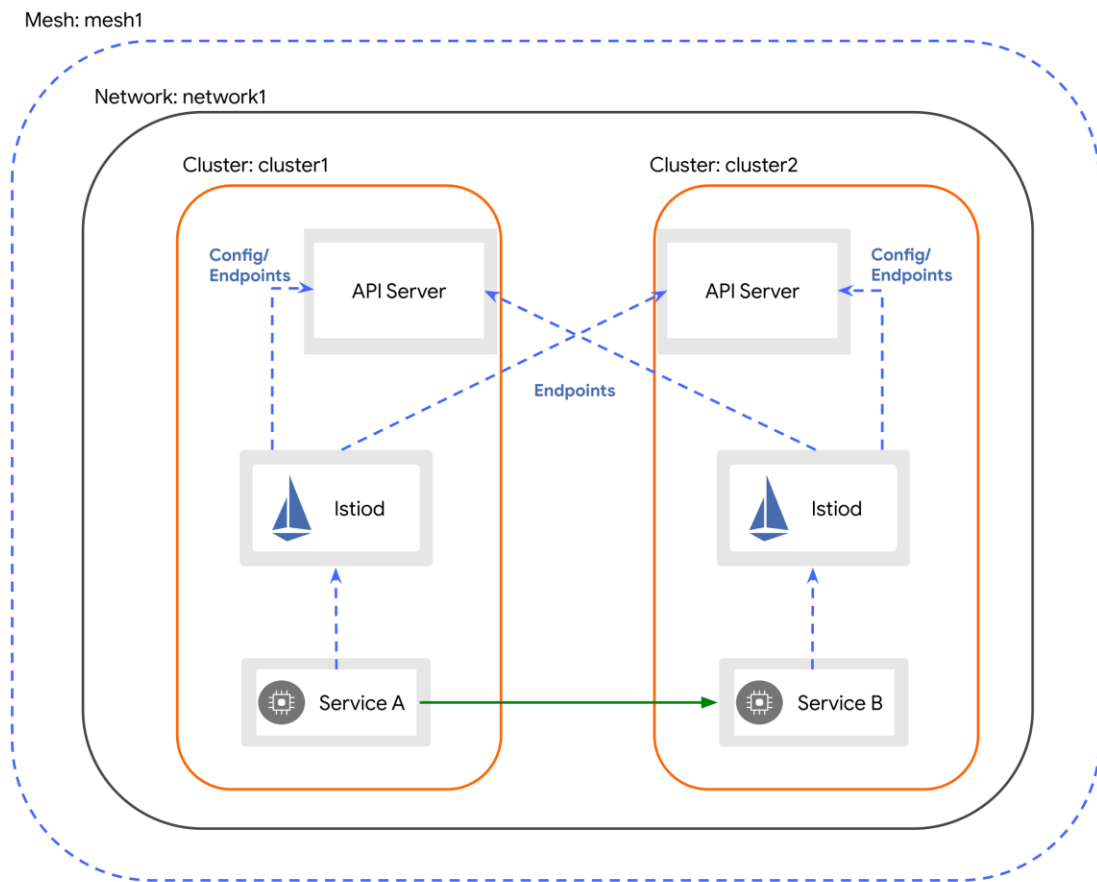 Mesh: mesh1
Network: network1
Cluster: cluster1
Cluster: cluster2
Config/
Endpoints
API Server
API Server
Config/
Endpoints
Endpoints
Istiod
Istiod
Service A
Service B